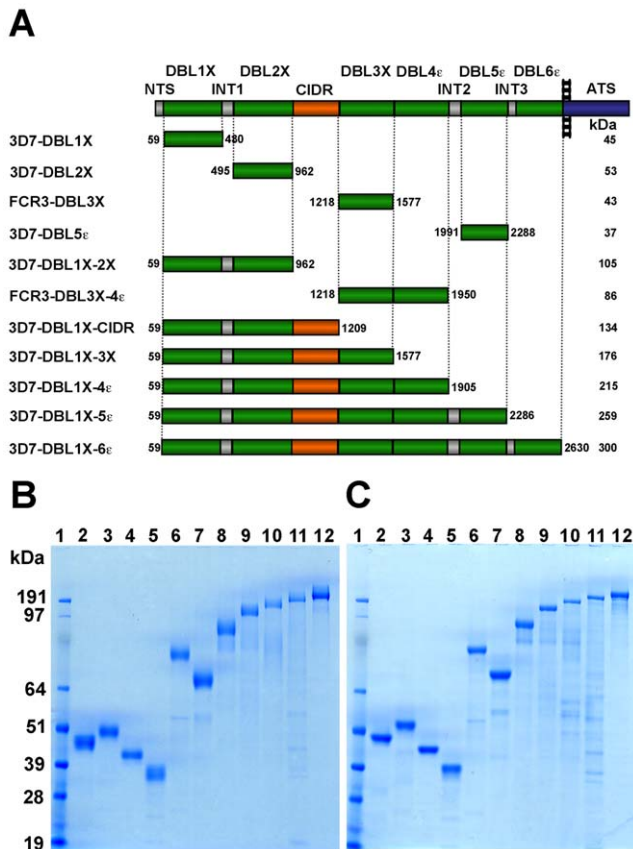 A
DBL1X DBL2X DBL3X DBL4ε DBL5ε DBL6ε
NTS INT1 CIDR INT2 INT3 ATS
kDa
3D7-DBL1X 59 480 45
3D7-DBL2X 495 962 53
FCR3-DBL3X 1218 1577 43
3D7-DBL5ε 1991 2288 37
3D7-DBL1X-2X 59 962 105
FCR3-DBL3X-4ε 1218 1950 86
3D7-DBL1X-CIDR 59 1209 134
3D7-DBL1X-3X 59 1577 176
3D7-DBL1X-4ε 59 1905 215
3D7-DBL1X-5ε 59 2286 259
3D7-DBL1X-6ε 59 2630 300
B C
1 2 3 4 5 6 7 8 9 10 11 12 1 2 3 4 5 6 7 8 9 10 11 12
kDa
191
97
64
51
39
28
19